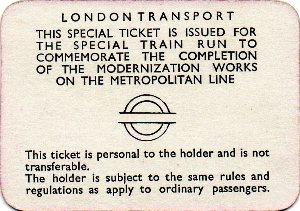 LONDON TRANSPORT
THIS SPECIAL TICKET IS ISSUED FOR
THE SPECIAL TRAIN RUN TO
COMMEMORATE THE COMPLETION
OF THE MODERNIZATION WORKS
ON THE METROPOLITAN LINE
This ticket is personal to the holder and is not
transferable.
The holder is subject to the same rules and
regulations as apply to ordinary passengers.